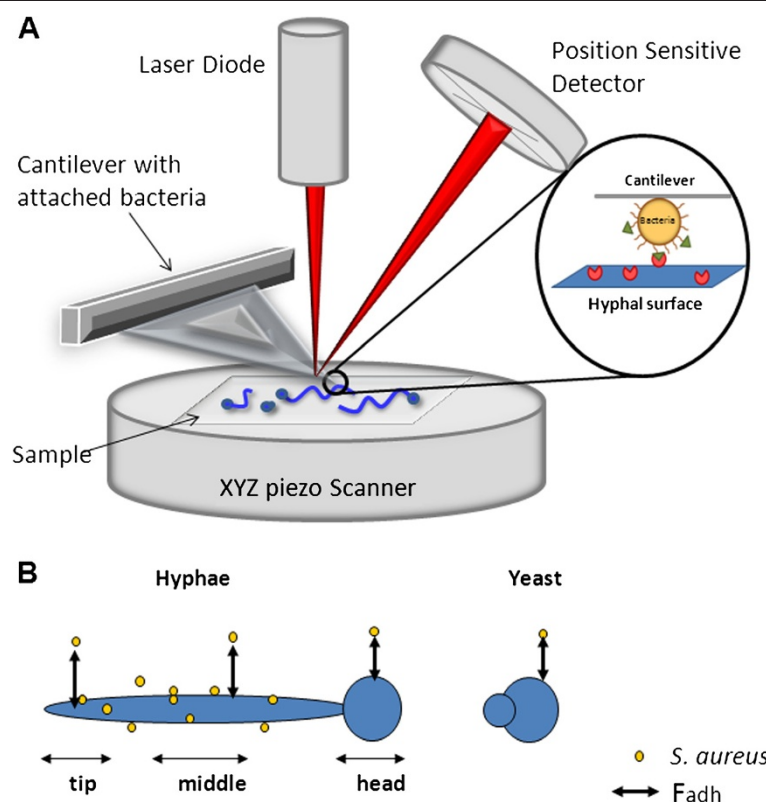 A
Laser Diode
Position Sensitive
Detector
Cantilever with
attached bacteria
Cantilever
Bacteria
Hyphal surface
Sample
XYZ piezo Scanner
B
Hyphae
Yeast
tip
middle
head
S. aureus
Fadh